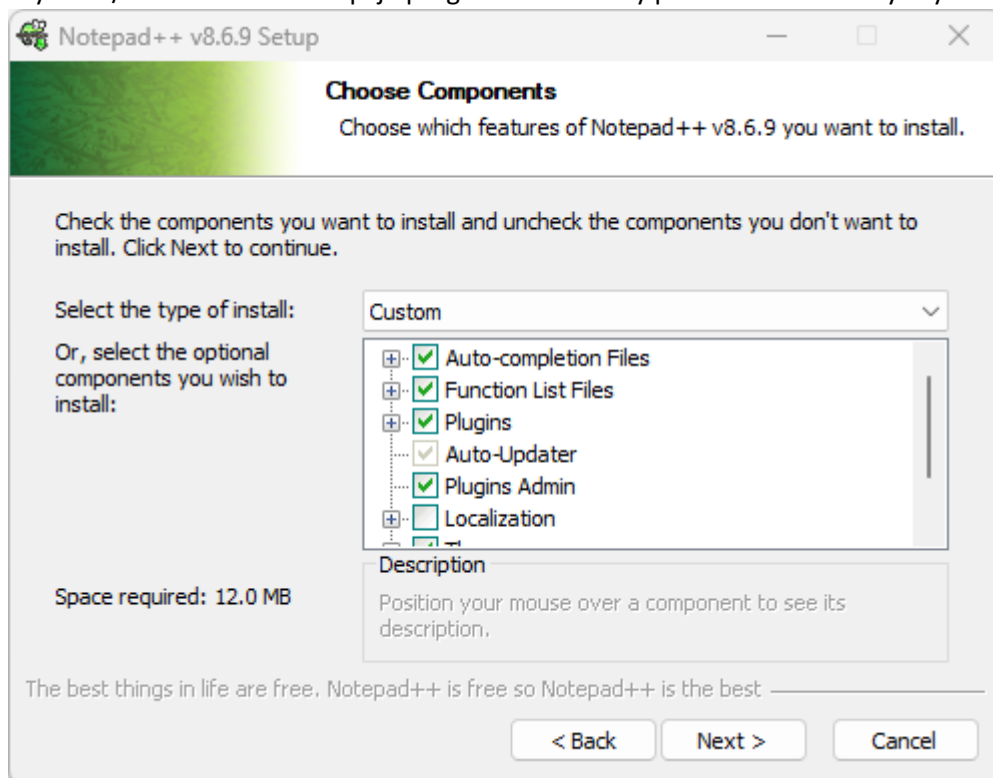 Notepad++ v8.6.9 Setup
Choose Components
Choose which features of Notepad++ v8.6.9 you want to install.
Check the components you want to install and uncheck the components you don't want to
install. Click Next to continue.
Select the type of install:
Custom
Or, select the optional
components you wish to
install:
Auto-completion Files
Function List Files
Plugins
Auto-Updater
Plugins Admin
Localization
Description
Space required: 12.0 MB
Position your mouse over a component to see its
description.
The best things in life are free. Notepad++ is free so Notepad++ is the best
< Back
Next >
Cancel